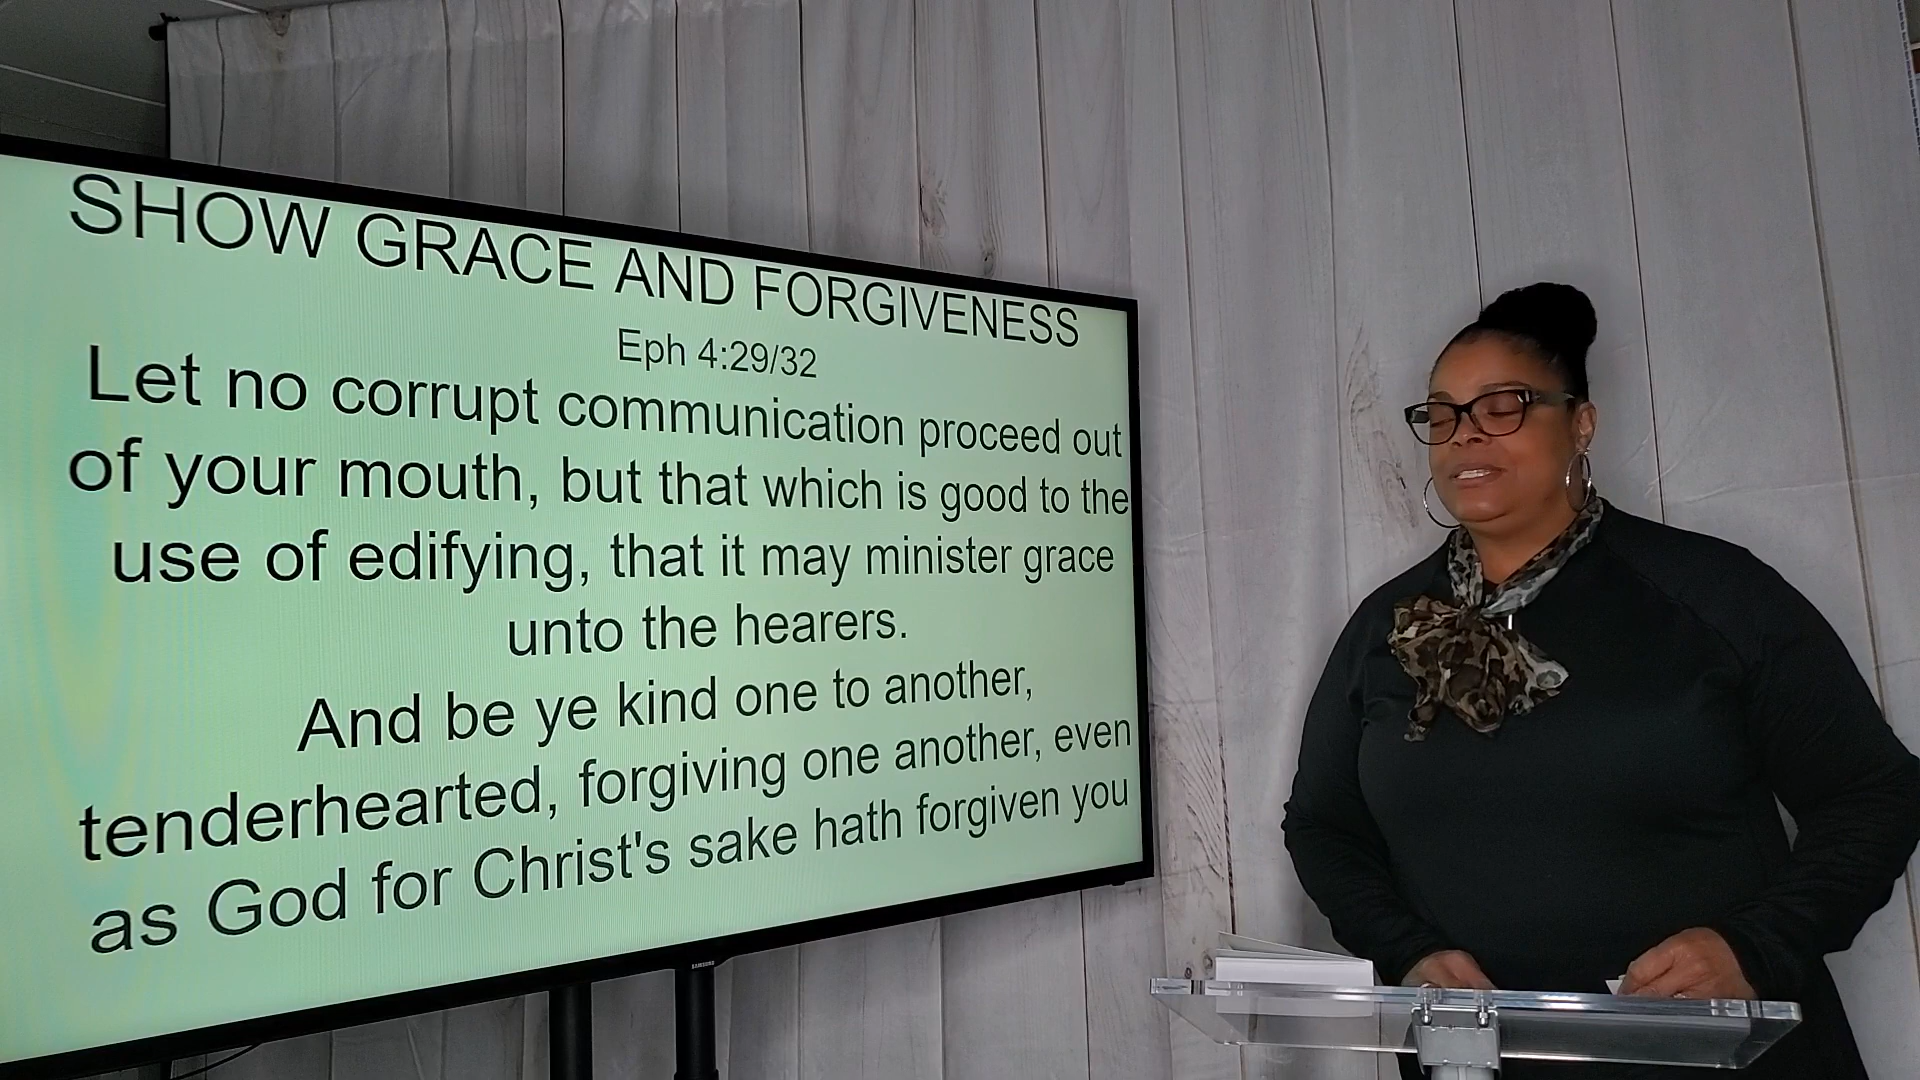 SHOW GRACE AND FORGIVENESS
Eph 4:29/32
Let no corrupt communication proceed out
of your mouth, but that which is good to the
use of edifying, that it may minister grace
unto the hearers.
And be ye kind one to another,
tenderhearted, forgiving one another, even
as God for Christ's sake hath forgiven you
SAMSUNG